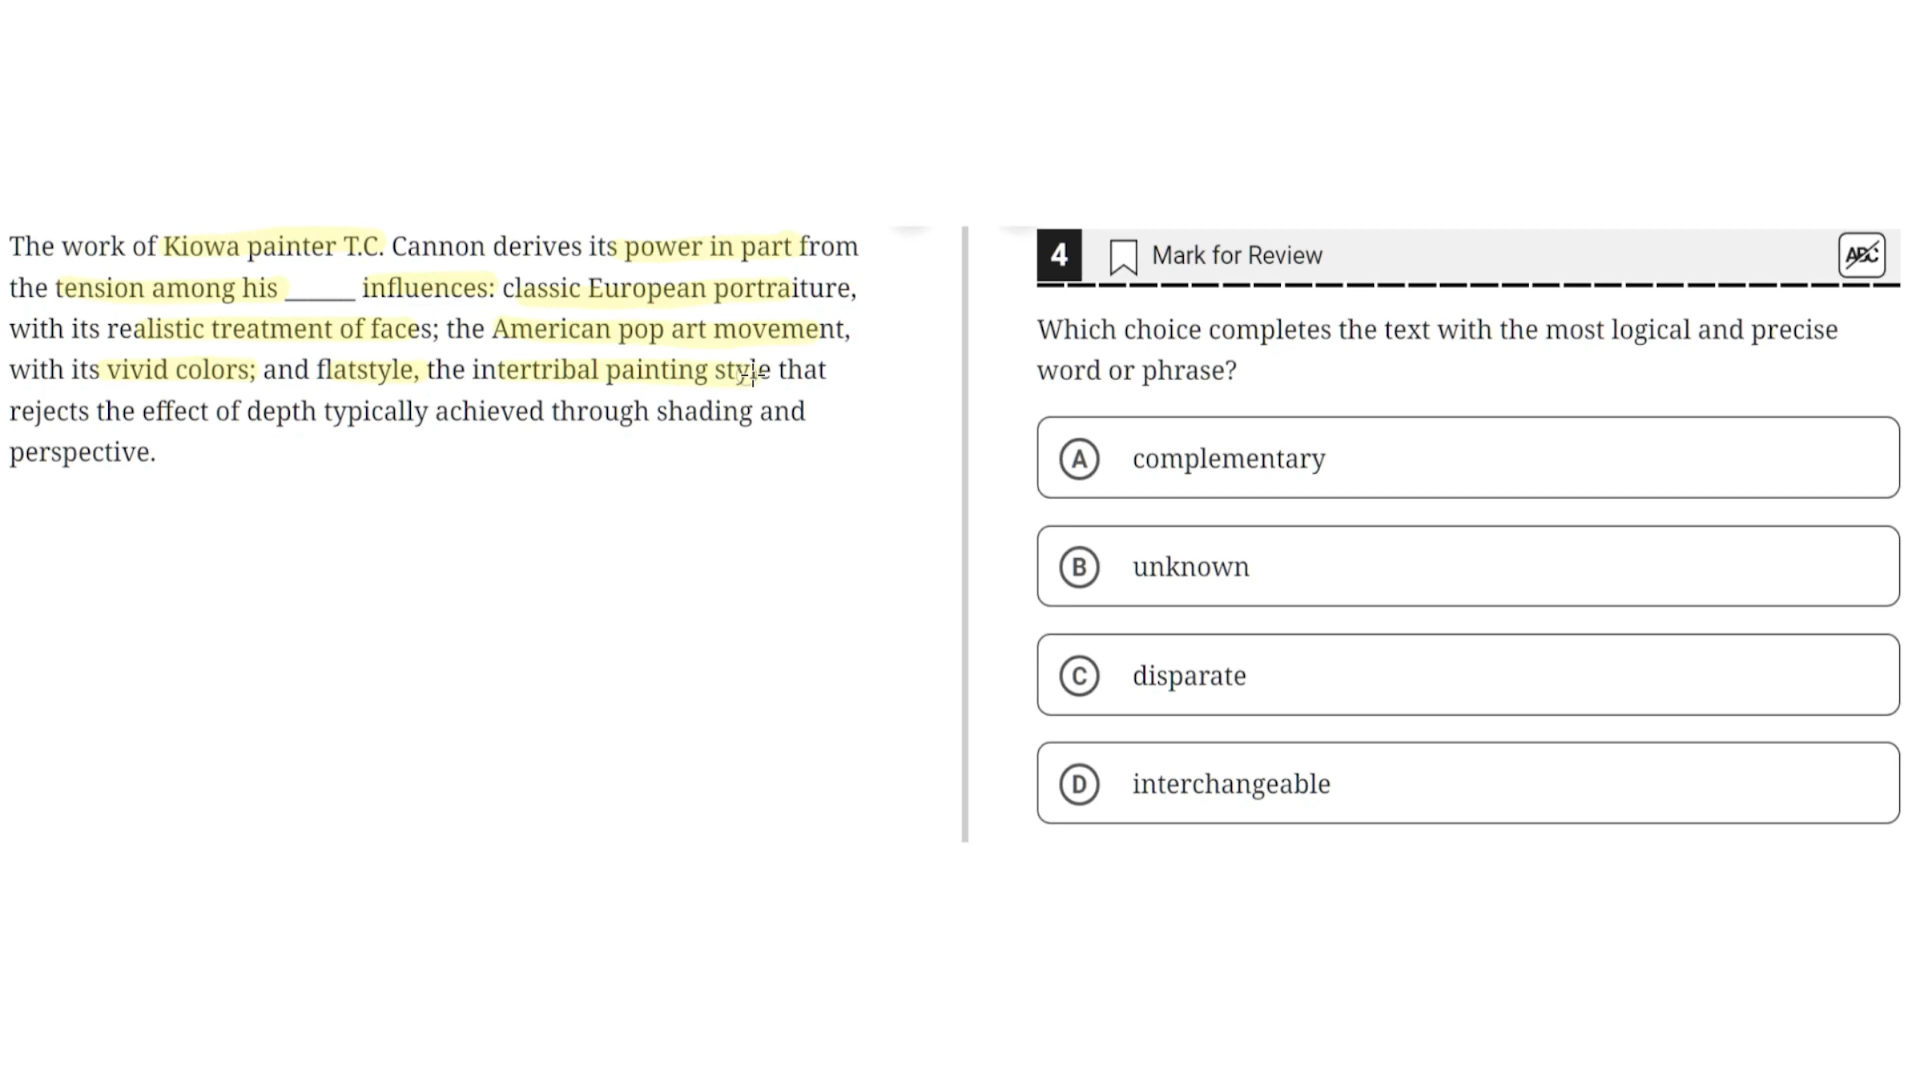 The work of Kiowa painter T.C. Cannon derives its power in part from
the tension among his _____ influences: classic European portraiture,
with its realistic treatment of faces; the American pop art movement,
with its vivid colors; and flatstyle, the intertribal painting style that
rejects the effect of depth typically achieved through shading and
perspective.
4 Mark for Review ABC
Which choice completes the text with the most logical and precise
word or phrase?
A complementary
B unknown
C disparate
D interchangeable